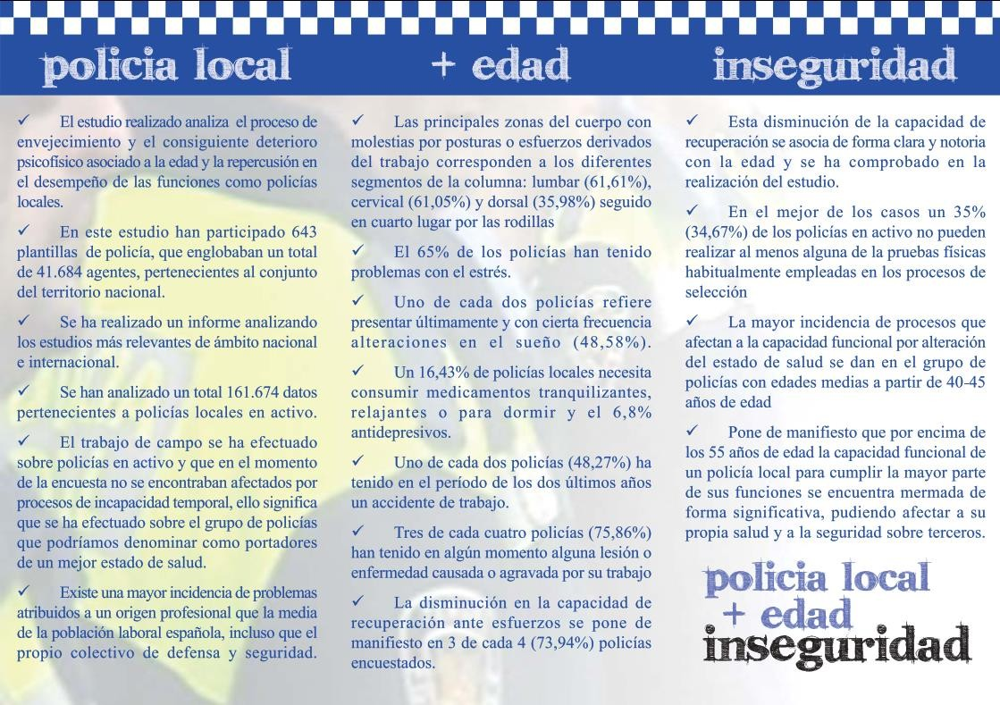 policia local
✓ El estudio realizado analiza el proceso de
envejecimiento y el consiguiente deterioro
psicofísico asociado a la edad y la repercusión en
el desempeño de las funciones como policías
locales.
✓ En este estudio han participado 643
plantillas de policía, que englobaban un total
de 41.684 agentes, pertenecientes al conjunto
del territorio nacional.
✓ Se ha realizado un informe analizando
los estudios más relevantes de ámbito nacional
e internacional.
✓ Se han analizado un total 161.674 datos
pertenecientes a policías locales en activo.
✓ El trabajo de campo se ha efectuado
sobre policías en activo y que en el momento
de la encuesta no se encontraban afectados por
procesos de incapacidad temporal, ello significa
que se ha efectuado sobre el grupo de policías
que podríamos denominar como portadores
de un mejor estado de salud.
✓ Existe una mayor incidencia de problemas
atribuidos a un origen profesional que la media
de la población laboral española, incluso que el
propio colectivo de defensa y seguridad.
+ edad
✓ Las principales zonas del cuerpo con
molestias por posturas o esfuerzos derivados
del trabajo corresponden a los diferentes
segmentos de la columna: lumbar (61,61%),
cervical (61,05%) y dorsal (35,98%) seguido
en cuarto lugar por las rodillas
✓ El 65% de los policías han tenido
problemas con el estrés.
✓ Uno de cada dos policías refiere
presentar últimamente y con cierta frecuencia
alteraciones en el sueño (48,58%).
✓ Un 16,43% de policías locales necesita
consumir medicamentos tranquilizantes,
relajantes o para dormir y el 6,8%
antidepresivos.
✓ Uno de cada dos policías (48,27%) ha
tenido en el período de los dos últimos años
un accidente de trabajo.
✓ Tres de cada cuatro policías (75,86%)
han tenido en algún momento alguna lesión o
enfermedad causada o agravada por su trabajo
✓ La disminución en la capacidad de
recuperación ante esfuerzos se pone de
manifiesto en 3 de cada 4 (73,94%) policías
encuestados.
inseguridad
✓ Esta disminución de la capacidad de
recuperación se asocia de forma clara y notoria
con la edad y se ha comprobado en la
realización del estudio.
✓ En el mejor de los casos un 35%
(34,67%) de los policías en activo no pueden
realizar al menos alguna de la pruebas físicas
habitualmente empleadas en los procesos de
selección
✓ La mayor incidencia de procesos que
afectan a la capacidad funcional por alteración
del estado de salud se dan en el grupo de
policías con edades medias a partir de 40-45
años de edad
✓ Pone de manifiesto que por encima de
los 55 años de edad la capacidad funcional de
un policía local para cumplir la mayor parte
de sus funciones se encuentra mermada de
forma significativa, pudiendo afectar a su
propia salud y a la seguridad sobre terceros.
policia local
+ edad
inseguridad